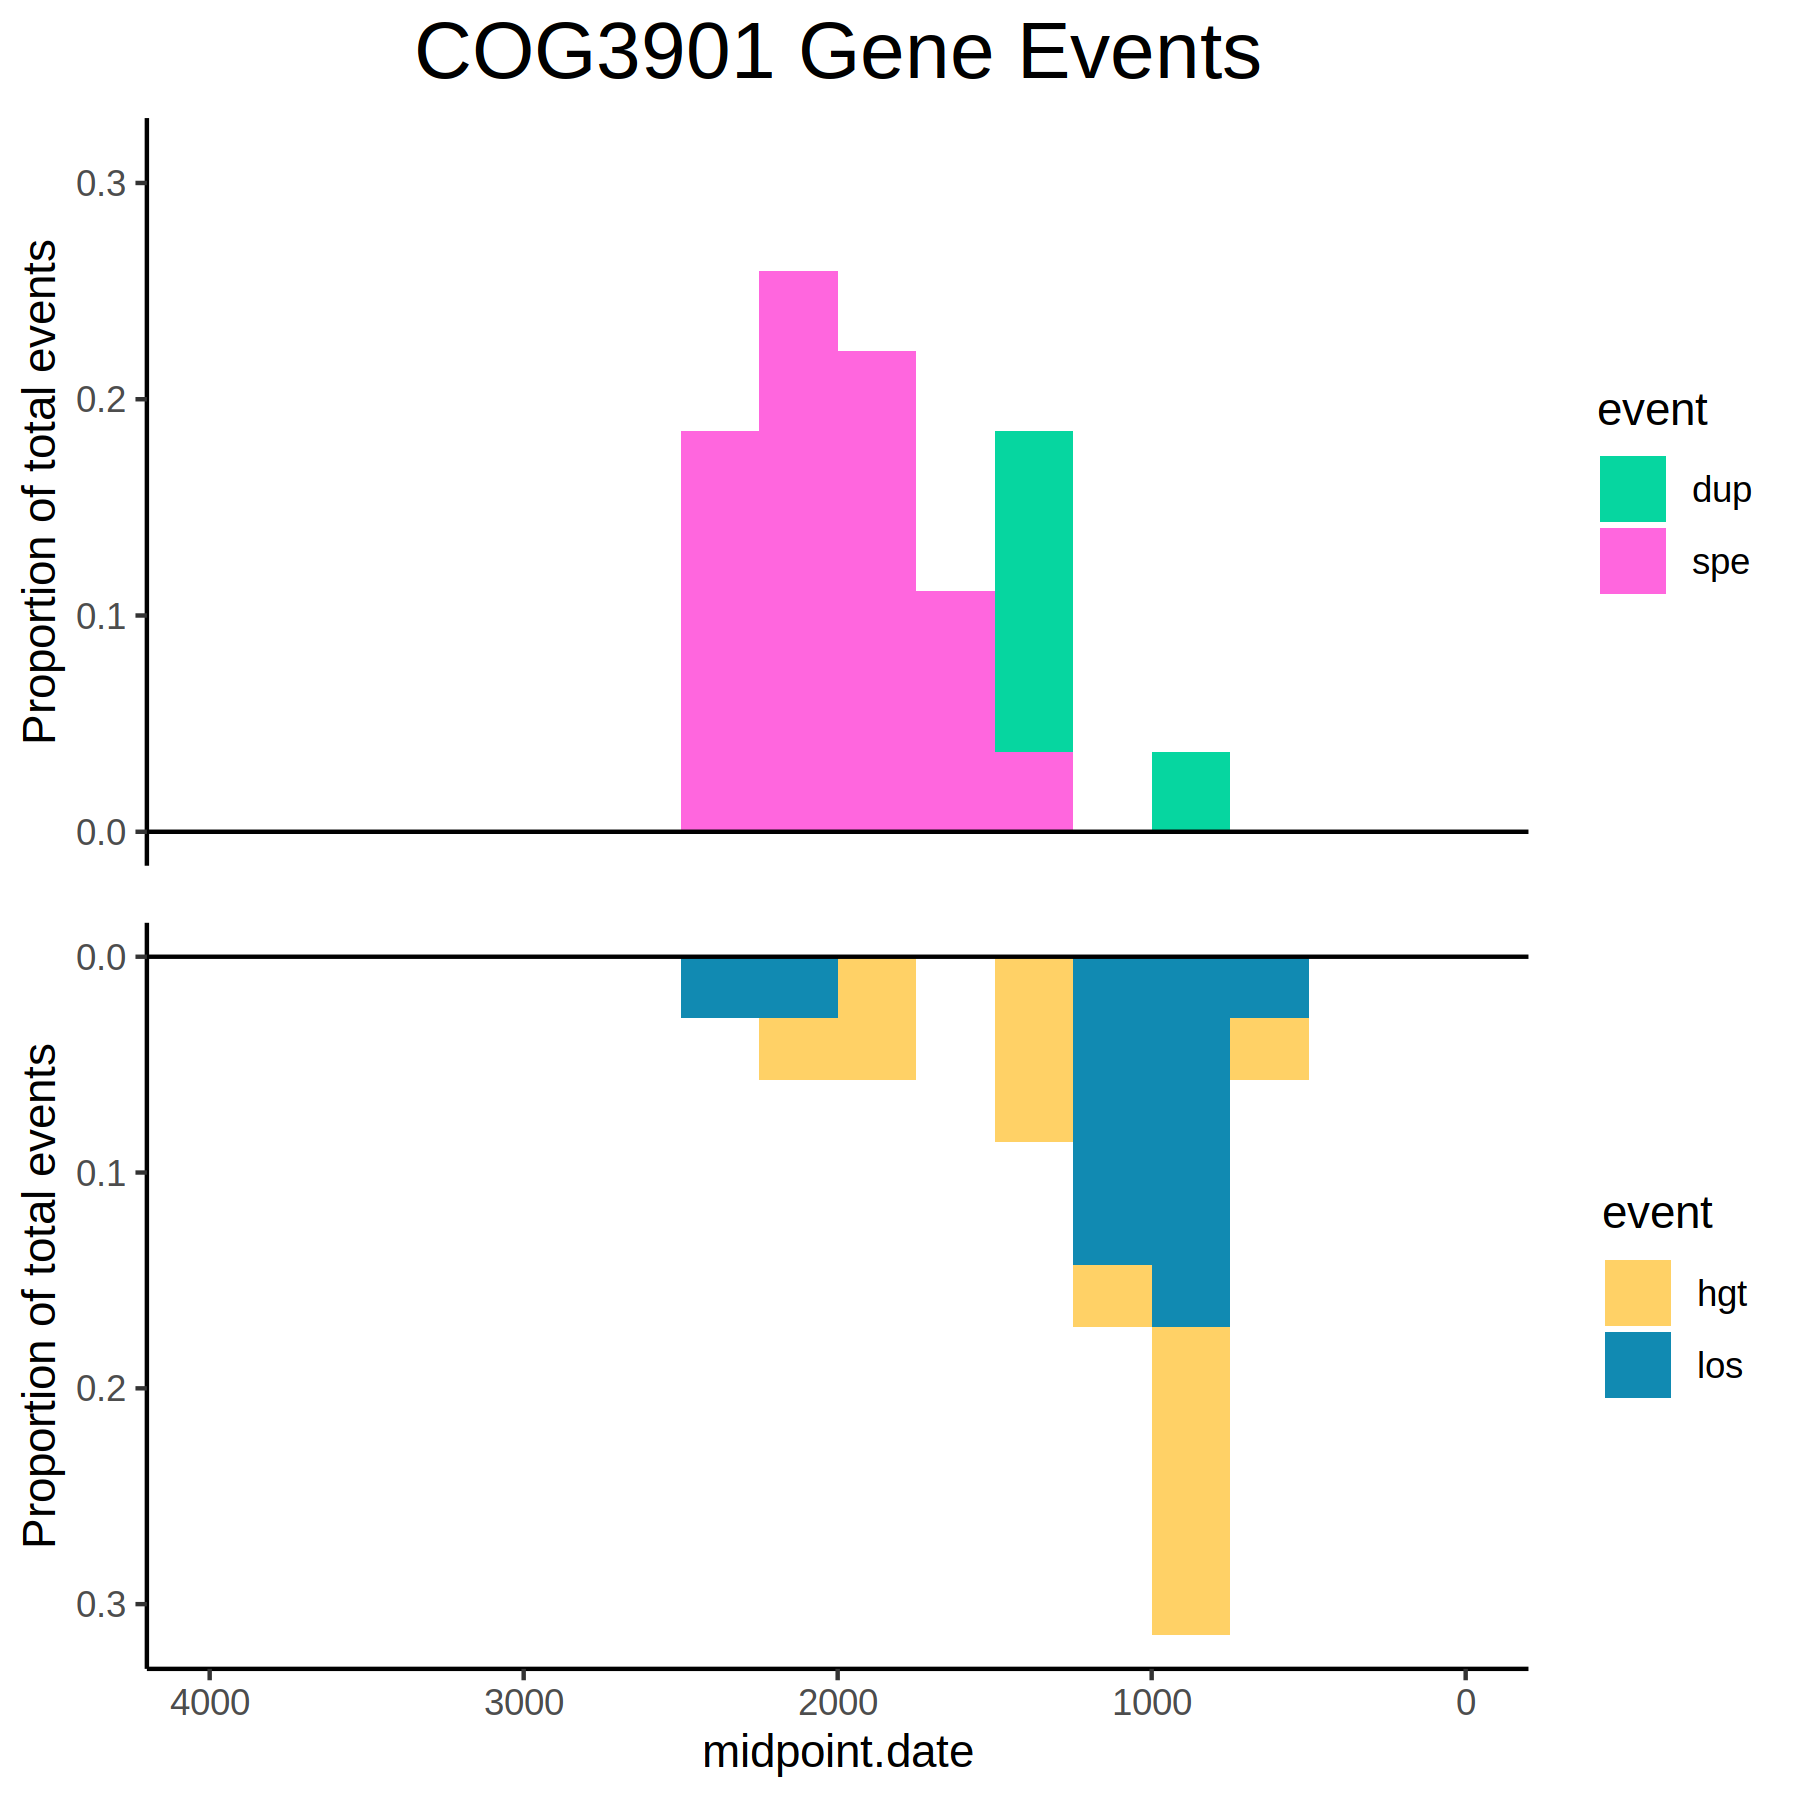 COG3901 Gene Events
Proportion of total events
0.3
0.2
0.1
0.0
event
dup
spe
Proportion of total events
0.0
0.1
0.2
0.3
event
hgt
los
4000 3000 2000 1000 0
midpoint.date